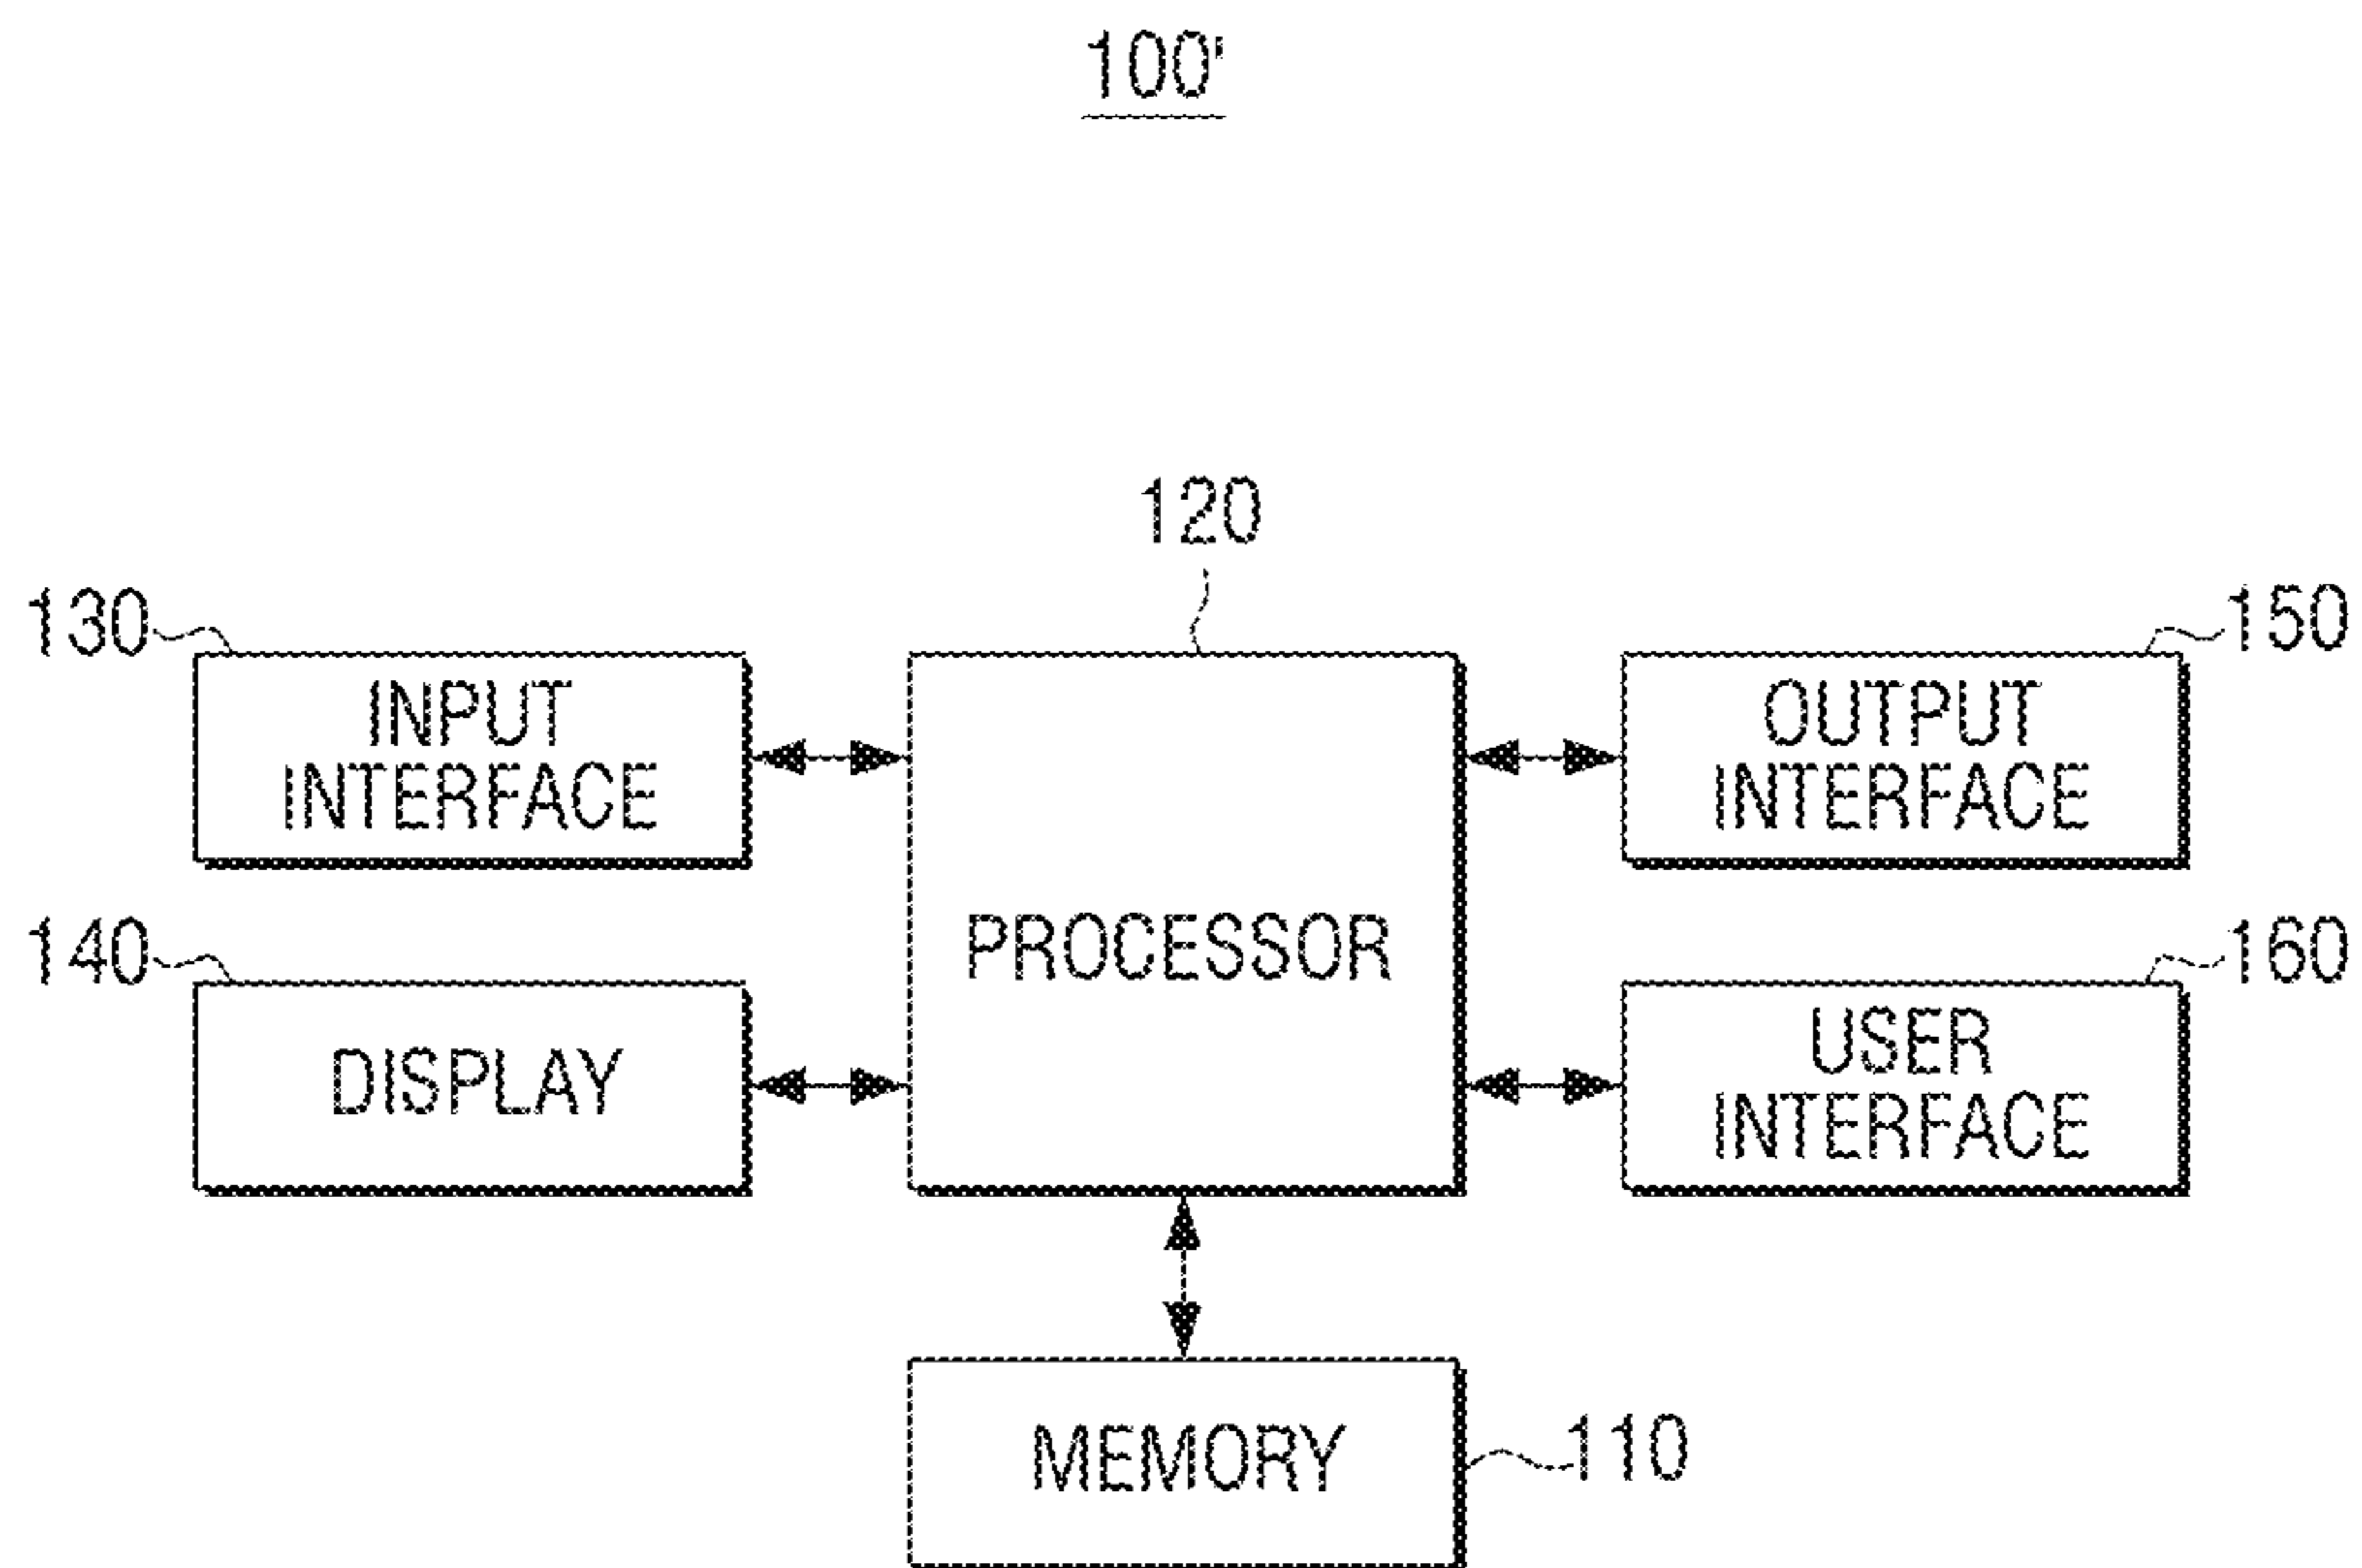 100'
120
130
150
INPUT
INTERFACE
OUTPUT
INTERFACE
PROCESSOR
140
160
DISPLAY
USER
INTERFACE
MEMORY
110